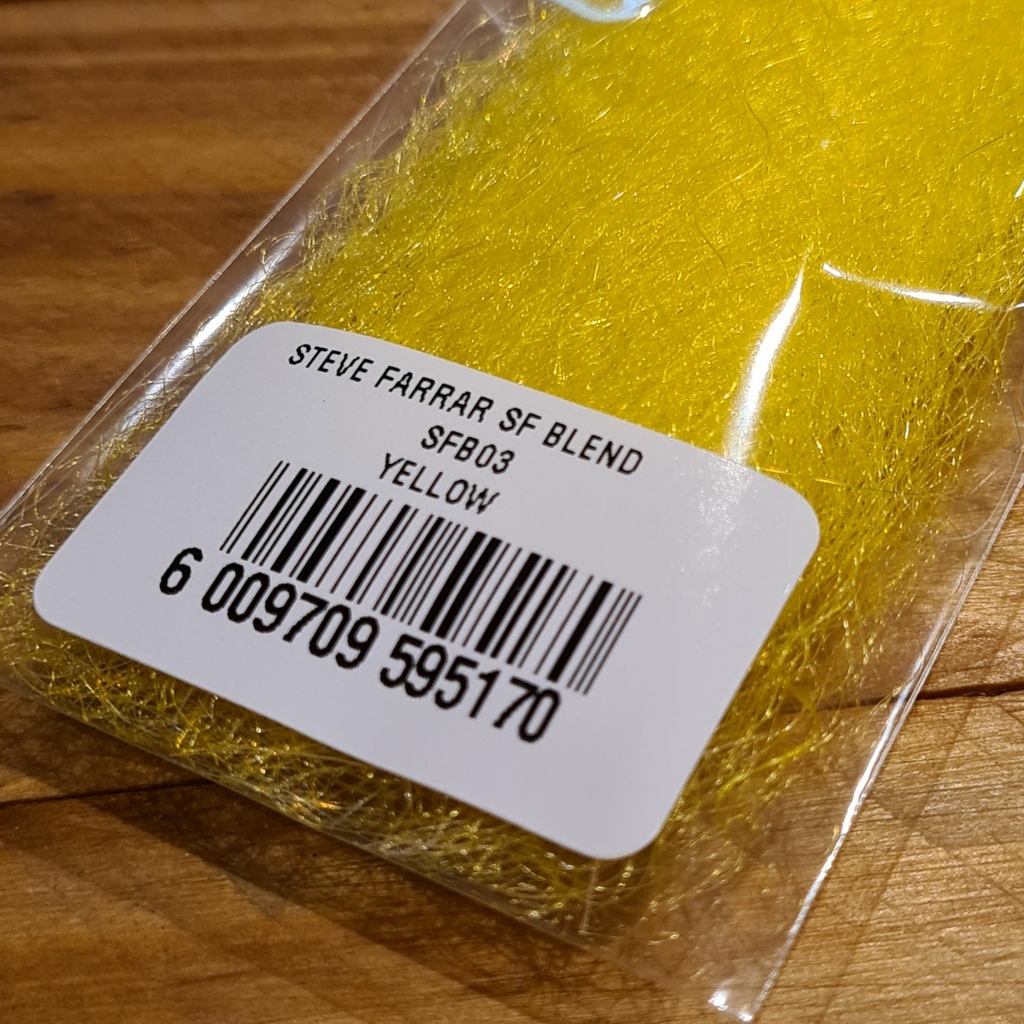 STEVE FARRAR SF BLEND
SFB03
YELLOW
6 009709 595170